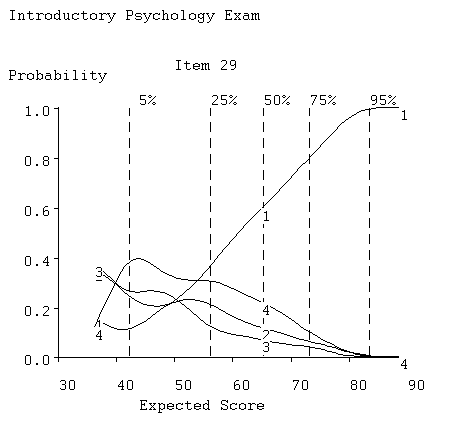 Introductory Psychology Exam
Item 29
Probability
5% 25% 50% 75% 95%
1.0
1
0.8
0.6
1
0.4
3
2
0.2
4
1
4
2
3
0.0
4
30 40 50 60 70 80 90
Expected Score